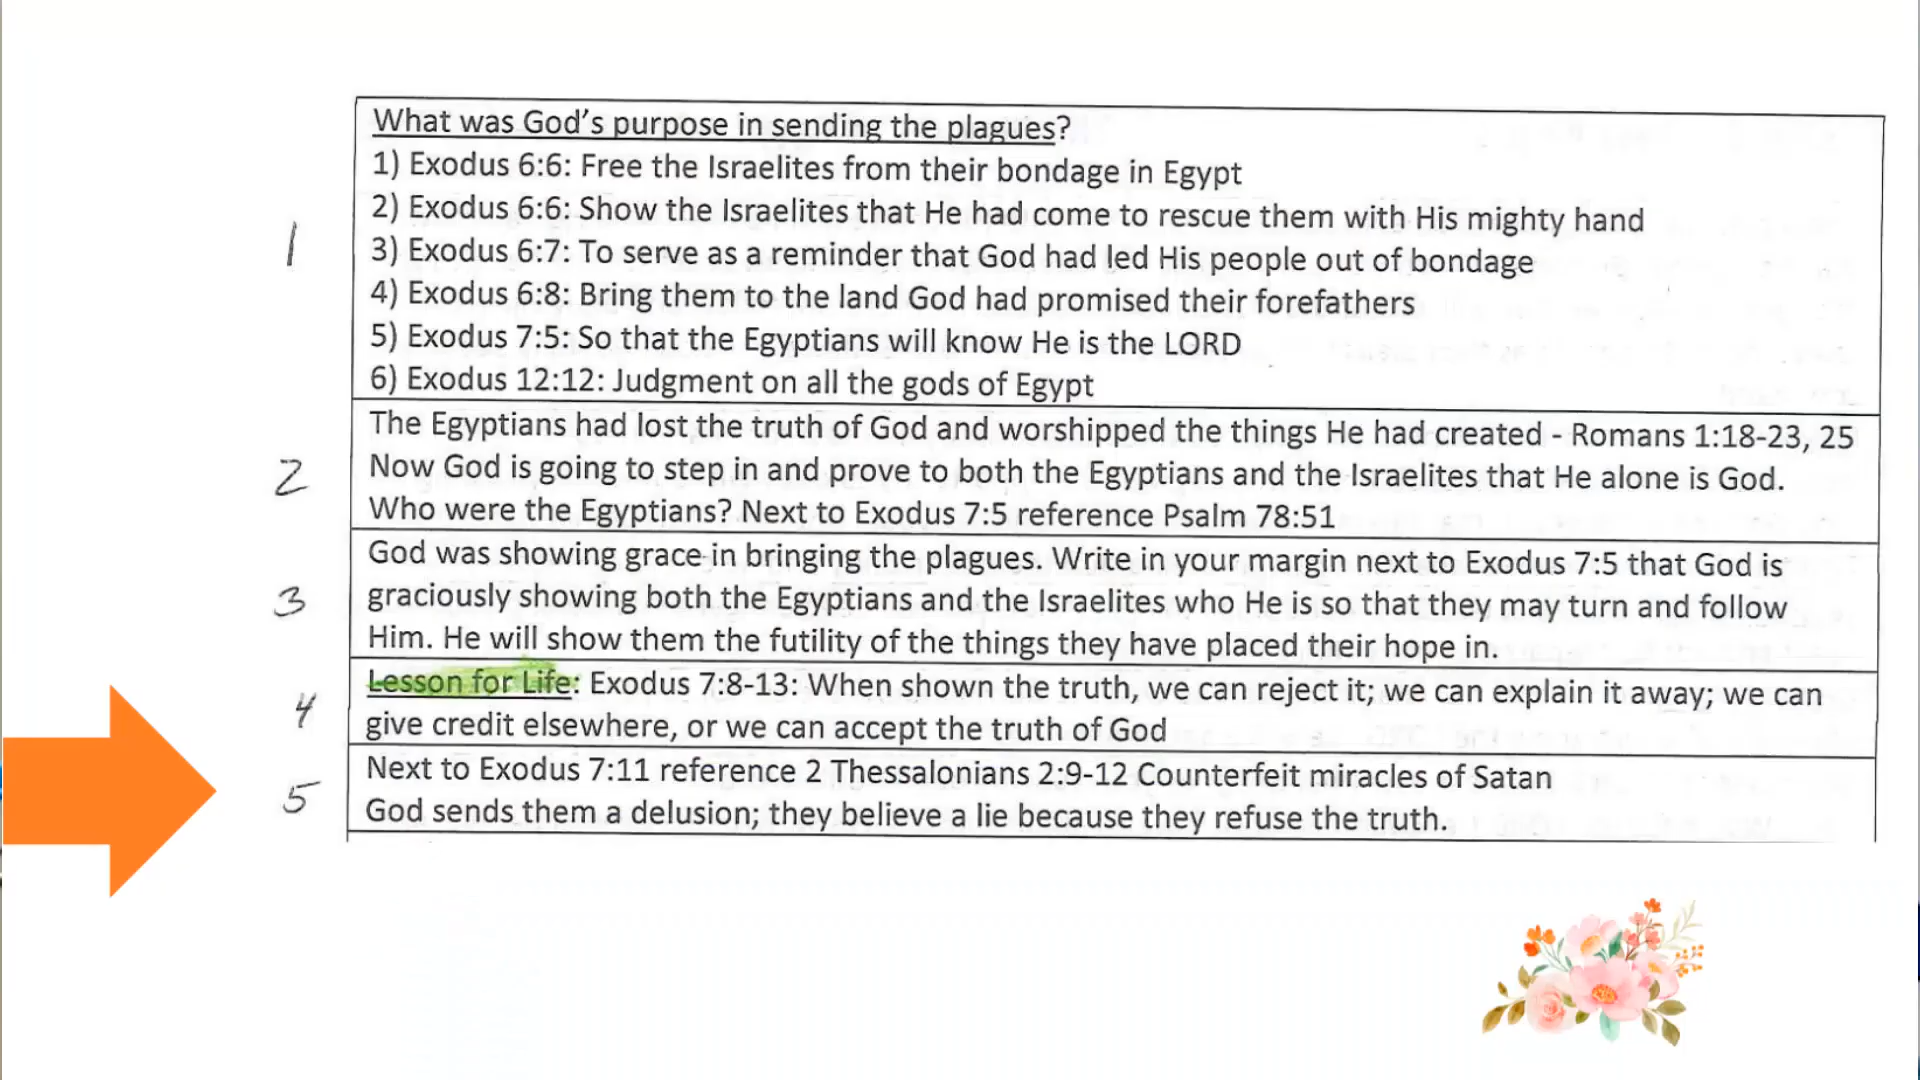 What was God's purpose in sending the plagues?
1) Exodus 6:6: Free the Israelites from their bondage in Egypt
2) Exodus 6:6: Show the Israelites that He had come to rescue them with His mighty hand
1
3) Exodus 6:7: To serve as a reminder that God had led His people out of bondage
4) Exodus 6:8: Bring them to the land God had promised their forefathers
5) Exodus 7:5: So that the Egyptians will know He is the LORD
6) Exodus 12:12: Judgment on all the gods of Egypt
The Egyptians had lost the truth of God and worshipped the things He had created - Romans 1:18-23, 25
2
Now God is going to step in and prove to both the Egyptians and the Israelites that He alone is God.
Who were the Egyptians? Next to Exodus 7:5 reference Psalm 78:51
God was showing grace in bringing the plagues. Write in your margin next to Exodus 7:5 that God is
3
graciously showing both the Egyptians and the Israelites who He is so that they may turn and follow
Him. He will show them the futility of the things they have placed their hope in.
Lesson for Life: Exodus 7:8-13: When shown the truth, we can reject it; we can explain it away; we can
4
give credit elsewhere, or we can accept the truth of God
Next to Exodus 7:11 reference 2 Thessalonians 2:9-12 Counterfeit miracles of Satan
5
God sends them a delusion; they believe a lie because they refuse the truth.